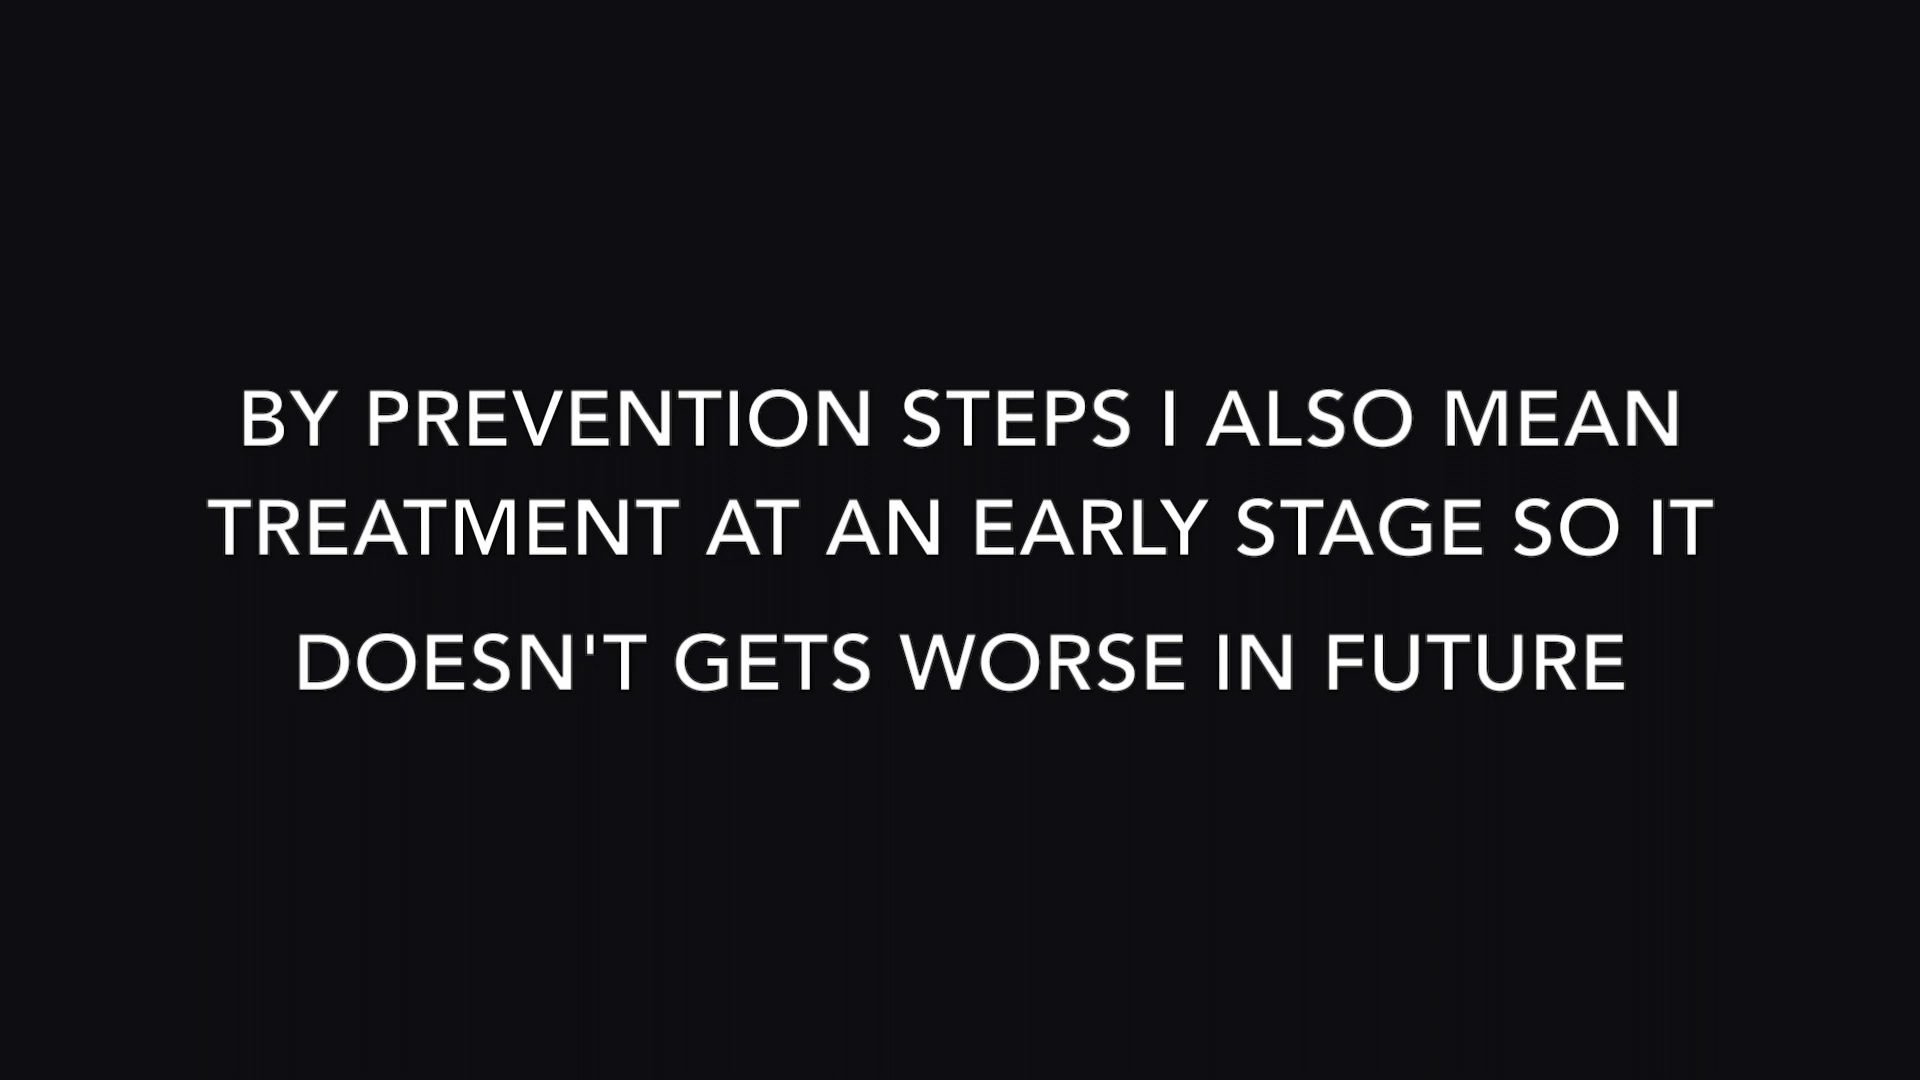 BY PREVENTION STEPS I ALSO MEAN
TREATMENT AT AN EARLY STAGE SO IT
DOESN'T GETS WORSE IN FUTURE